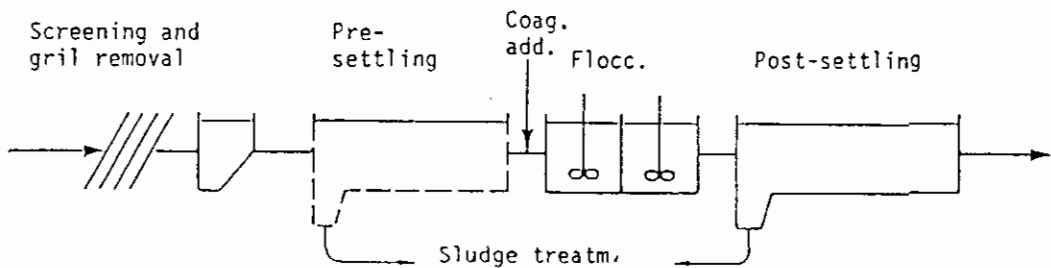 Screening and
gril removal
Pre-
settling
Coag.
add.
Flocc.
Post-settling
Sludge treatm.